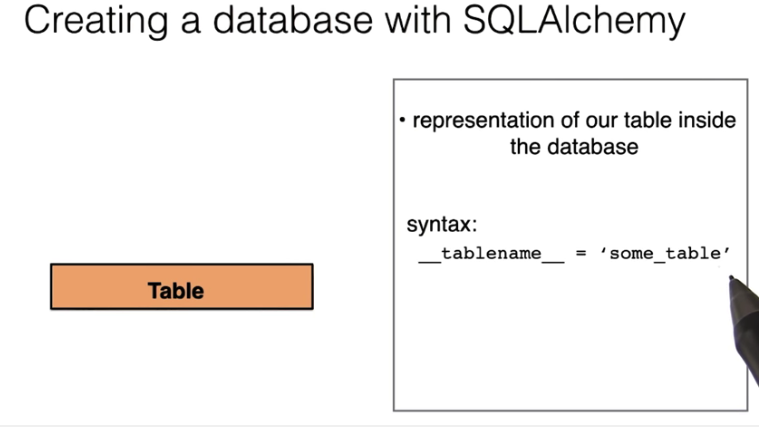 Creating a database with SQLAlchemy
• representation of our table inside
the database
syntax:
__tablename__ = ‘some_table’
Table